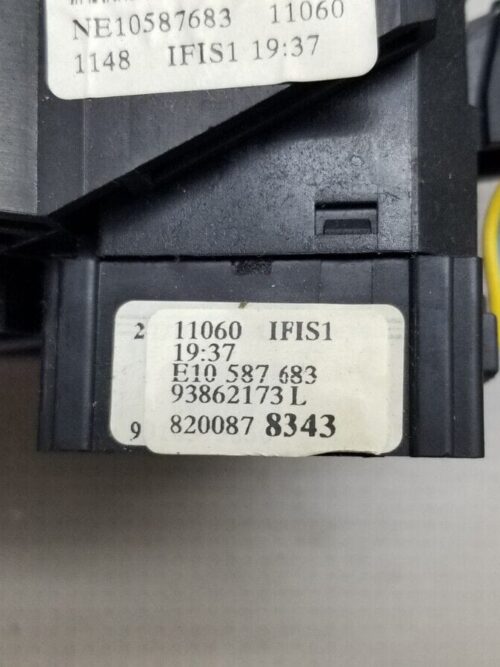 NE10587683 11060
1148 IFIS1 19:37
2 11060 IFIS1
19:37
E10 587 683
93862173 L
9 820087 8343